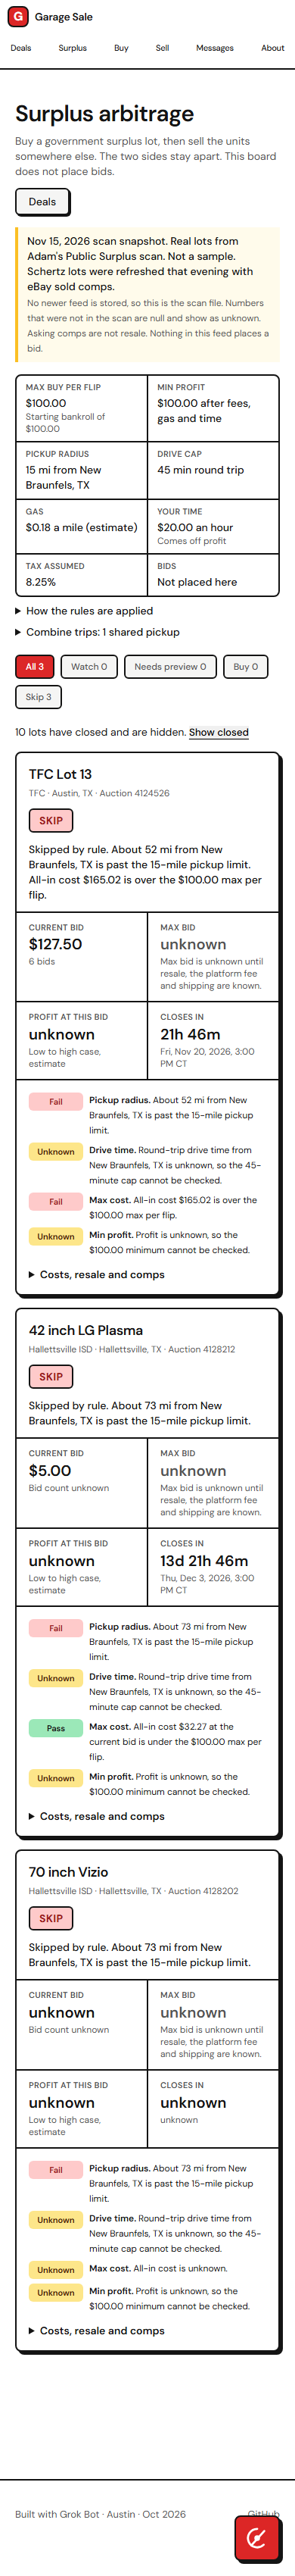 G Garage Sale
Deals Surplus Buy Sell Messages About
Surplus arbitrage
Buy a government surplus lot, then sell the units
somewhere else. The two sides stay apart. This board
does not place bids.
Deals
Nov 15, 2026 scan snapshot. Real lots from
Adam's Public Surplus scan. Not a sample.
Schertz lots were refreshed that evening with
eBay sold comps.
No newer feed is stored, so this is the scan file. Numbers
that were not in the scan are null and show as unknown.
Asking comps are not resale. Nothing in this feed places a
bid.
MAX BUY PER FLIP
$100.00
Starting bankroll of
$100.00
MIN PROFIT
$100.00 after fees,
gas and time
PICKUP RADIUS
15 mi from New
Braunfels, TX
DRIVE CAP
45 min round trip
GAS
$0.18 a mile (estimate)
YOUR TIME
$20.00 an hour
Comes off profit
TAX ASSUMED
8.25%
BIDS
Not placed here
▶ How the rules are applied
▶ Combine trips: 1 shared pickup
All 3 Watch 0 Needs preview 0 Buy 0
Skip 3
10 lots have closed and are hidden. Show closed
TFC Lot 13
TFC · Austin, TX · Auction 4124526
SKIP
Skipped by rule. About 52 mi from New
Braunfels, TX is past the 15-mile pickup limit.
All-in cost $165.02 is over the $100.00 max per
flip.
CURRENT BID
$127.50
6 bids
MAX BID
unknown
Max bid is unknown until
resale, the platform fee
and shipping are known.
PROFIT AT THIS BID
unknown
Low to high case,
estimate
CLOSES IN
21h 46m
Fri, Nov 20, 2026, 3:00
PM CT
Fail Pickup radius. About 52 mi from New
Braunfels, TX is past the 15-mile pickup
limit.
Unknown Drive time. Round-trip drive time from
New Braunfels, TX is unknown, so the 45-
minute cap cannot be checked.
Fail Max cost. All-in cost $165.02 is over the
$100.00 max per flip.
Unknown Min profit. Profit is unknown, so the
$100.00 minimum cannot be checked.
▶ Costs, resale and comps
42 inch LG Plasma
Hallettsville ISD · Hallettsville, TX · Auction 4128212
SKIP
Skipped by rule. About 73 mi from New
Braunfels, TX is past the 15-mile pickup limit.
CURRENT BID
$5.00
Bid count unknown
MAX BID
unknown
Max bid is unknown until
resale, the platform fee
and shipping are known.
PROFIT AT THIS BID
unknown
Low to high case,
estimate
CLOSES IN
13d 21h 46m
Thu, Dec 3, 2026, 3:00
PM CT
Fail Pickup radius. About 73 mi from New
Braunfels, TX is past the 15-mile pickup
limit.
Unknown Drive time. Round-trip drive time from
New Braunfels, TX is unknown, so the 45-
minute cap cannot be checked.
Pass Max cost. All-in cost $32.27 at the
current bid is under the $100.00 max per
flip.
Unknown Min profit. Profit is unknown, so the
$100.00 minimum cannot be checked.
▶ Costs, resale and comps
70 inch Vizio
Hallettsville ISD · Hallettsville, TX · Auction 4128202
SKIP
Skipped by rule. About 73 mi from New
Braunfels, TX is past the 15-mile pickup limit.
CURRENT BID
unknown
Bid count unknown
MAX BID
unknown
Max bid is unknown until
resale, the platform fee
and shipping are known.
PROFIT AT THIS BID
unknown
Low to high case,
estimate
CLOSES IN
unknown
unknown
Fail Pickup radius. About 73 mi from New
Braunfels, TX is past the 15-mile pickup
limit.
Unknown Drive time. Round-trip drive time from
New Braunfels, TX is unknown, so the 45-
minute cap cannot be checked.
Unknown Max cost. All-in cost is unknown.
Unknown Min profit. Profit is unknown, so the
$100.00 minimum cannot be checked.
▶ Costs, resale and comps
Built with Grok Bot · Austin · Oct 2026 GitHub